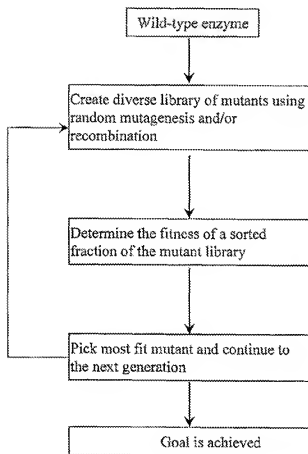 Wild-type enzyme
Create diverse library of mutants using
random mutagenesis and/or
recombination
Determine the fitness of a sorted
fraction of the mutant library
Pick most fit mutant and continue to
the next generation
Goal is achieved